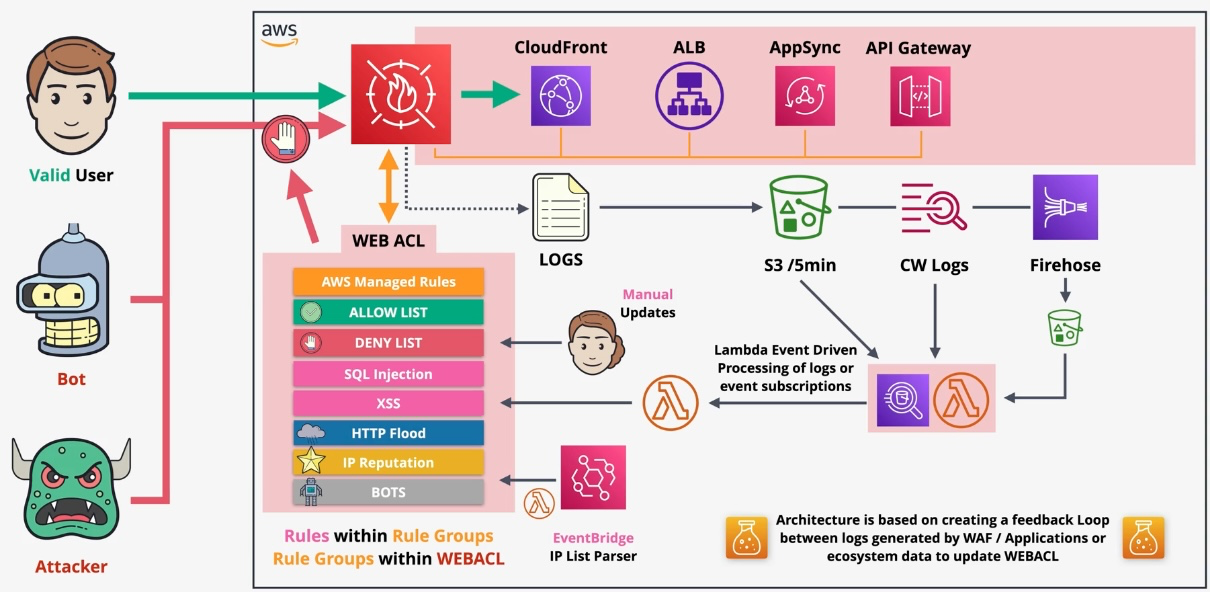 aws
CloudFront
ALB
AppSync
API Gateway
Valid User
WEB ACL
LOGS
S3 /5min
CW Logs
Firehose
AWS Managed Rules
ALLOW LIST
DENY LIST
SQL Injection
XSS
HTTP Flood
IP Reputation
BOTS
Manual
Updates
Lambda Event Driven
Processing of logs or
event subscriptions
Bot
Attacker
Rules within Rule Groups
Rule Groups within WEBACL
EventBridge
IP List Parser
Architecture is based on creating a feedback Loop
between logs generated by WAF / Applications or
ecosystem data to update WEBACL